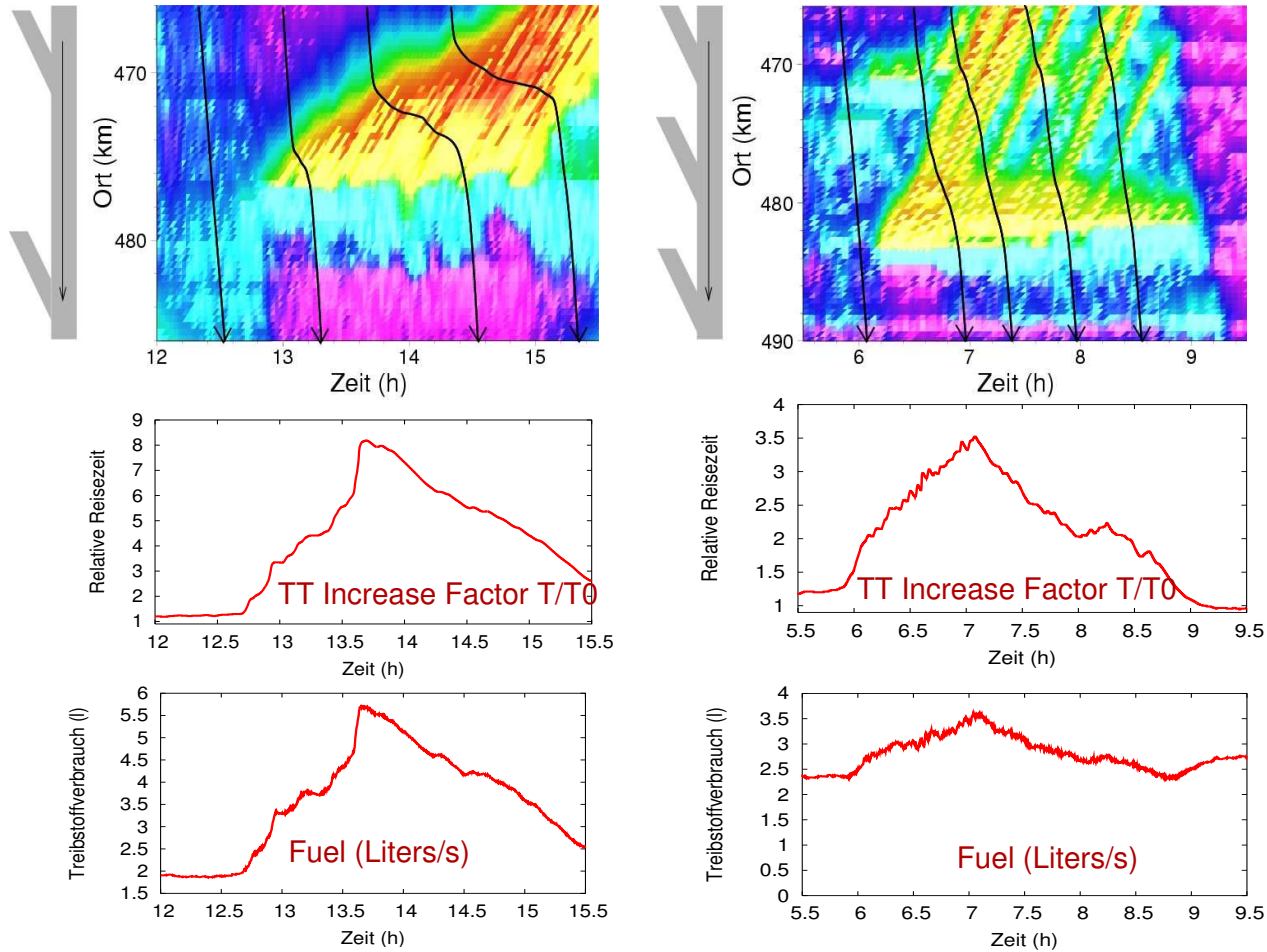 470
480
Ort (km)
12 13 14 15
Zeit (h)
470
480
490
Ort (km)
6 7 8 9
Zeit (h)
9
8
7
6
5
4
3
2
1
Relative Reisezeit
TT Increase Factor T/T0
12 12.5 13 13.5 14 14.5 15 15.5
Zeit (h)
4
3.5
3
2.5
2
1.5
1
Relative Reisezeit
TT Increase Factor T/T0
5.5 6 6.5 7 7.5 8 8.5 9 9.5
Zeit (h)
6
5.5
5
4.5
4
3.5
3
2.5
2
1.5
Treibstoffverbrauch (l)
Fuel (Liters/s)
12 12.5 13 13.5 14 14.5 15 15.5
Zeit (h)
4
3.5
3
2.5
2
1.5
1
0.5
0
Treibstoffverbrauch (l)
Fuel (Liters/s)
5.5 6 6.5 7 7.5 8 8.5 9 9.5
Zeit (h)